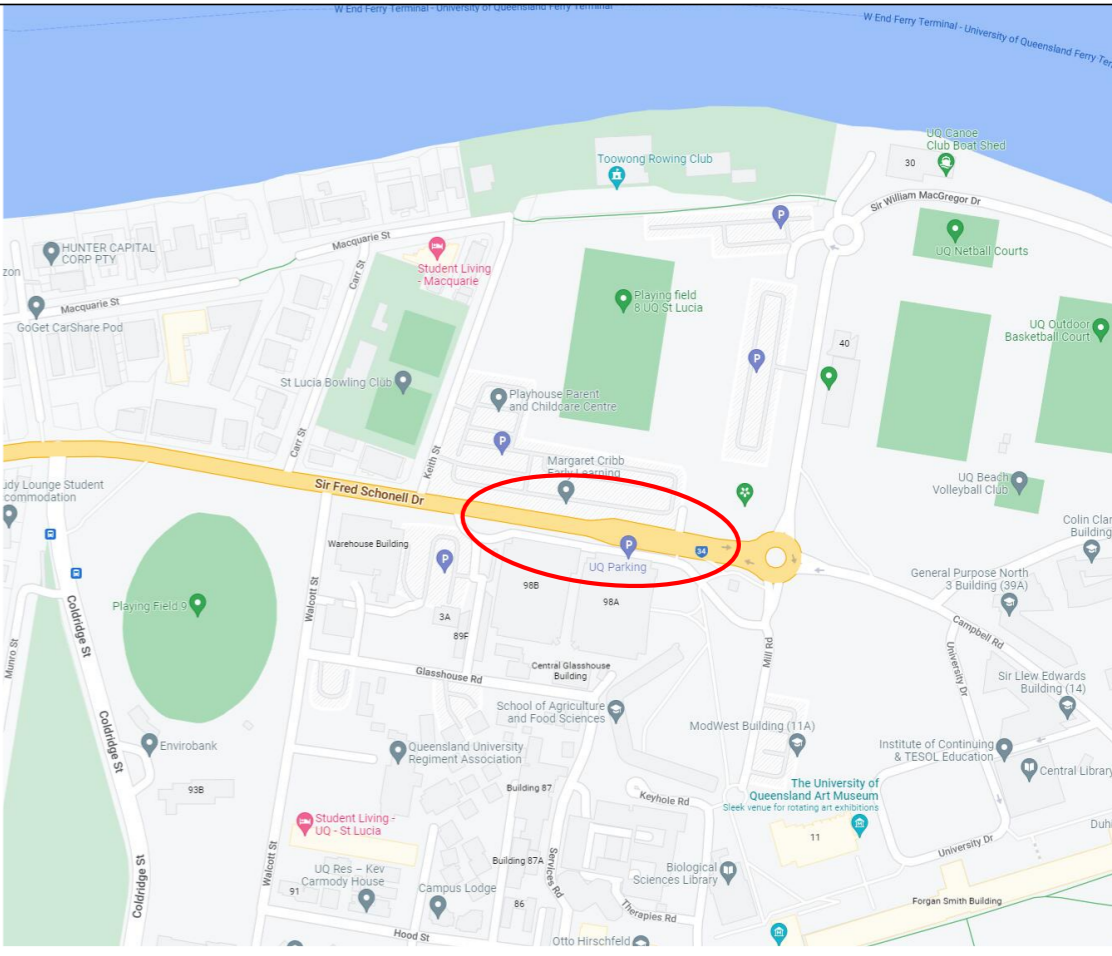 W End Ferry Terminal - University of Queensland Ferry Terminal
W End Ferry Terminal - University of Queensland Ferry Ter
UQ Canoe
Club Boat Shed
30
Toowong Rowing Club
Sir William MacGregor Dr
P
UQ Netball Courts
HUNTER CAPITAL
CORP PTY
zon
Macquarie St
Student Living
- Macquarie
Carr St
Macquarie St
GoGet CarShare Pod
Playing field
8 UQ St Lucia
UQ Outdoor
Basketball Court
40
P
St Lucia Bowling Club
Playhouse Parent
and Childcare Centre
P
Carr St
Keith St
Margaret Cribb
Early Learning
udy Lounge Student
commodation
Sir Fred Schonell Dr
UQ Beach
Volleyball Club
Colin Clar
Building
Warehouse Building
P
P
UQ Parking
34
General Purpose North
3 Building (39A)
98B
98A
Playing Field 9
Walcott St
3A
89F
Campbell Rd
Coldridge St
Munro St
Mill Rd
University Dr
Glasshouse Rd
Central Glasshouse
Building
Sir Llew Edwards
Building (14)
School of Agriculture
and Food Sciences
ModWest Building (11A)
Coldridge St
Envirobank
Queensland University
Regiment Association
Institute of Continuing
& TESOL Education
Central Library
93B
Building 87
Keyhole Rd
The University of
Queensland Art Museum
Sleek venue for rotating art exhibitions
Student Living -
UQ - St Lucia
11
Duhi
University Dr
Walcott St
Building 87A
Services Rd
Biological
Sciences Library
UQ Res – Kev
Carmody House
91
Campus Lodge
86
Coldridge St
Therapies Rd
Forgan Smith Building
Hood St
Otto Hirschfeld